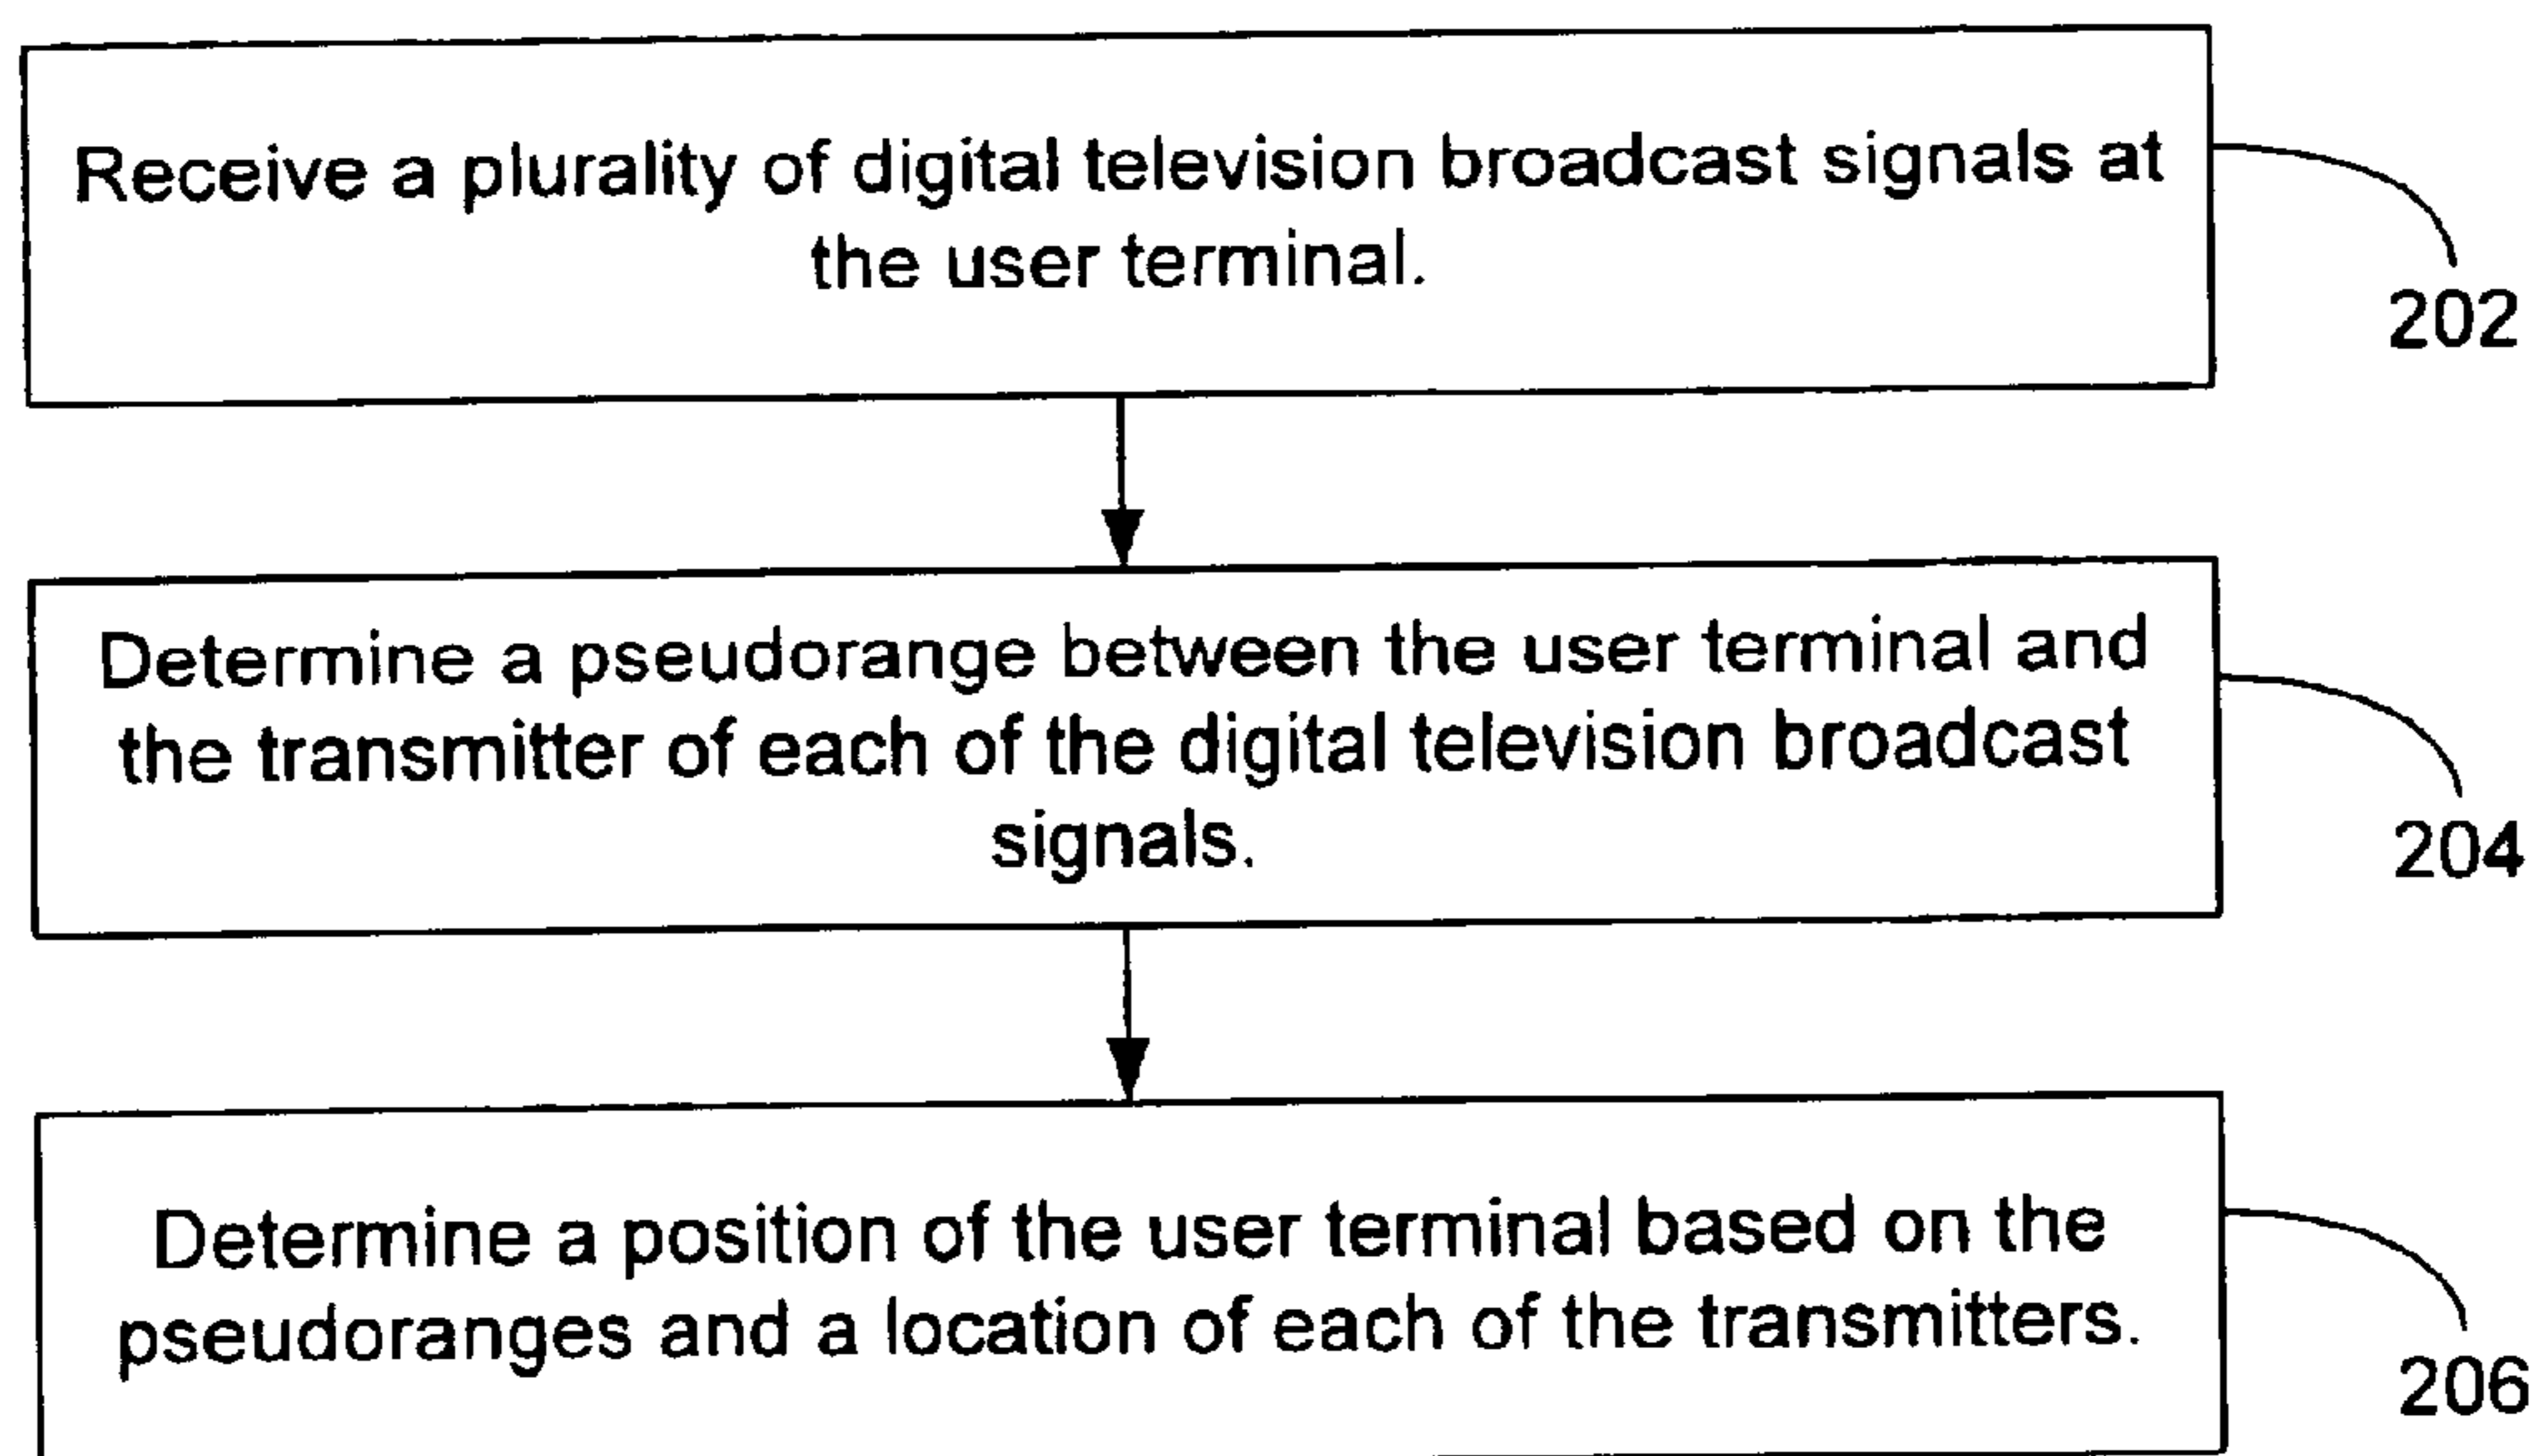 Receive a plurality of digital television broadcast signals at
the user terminal.
202
Determine a pseudorange between the user terminal and
the transmitter of each of the digital television broadcast
signals.
204
Determine a position of the user terminal based on the
pseudoranges and a location of each of the transmitters.
206